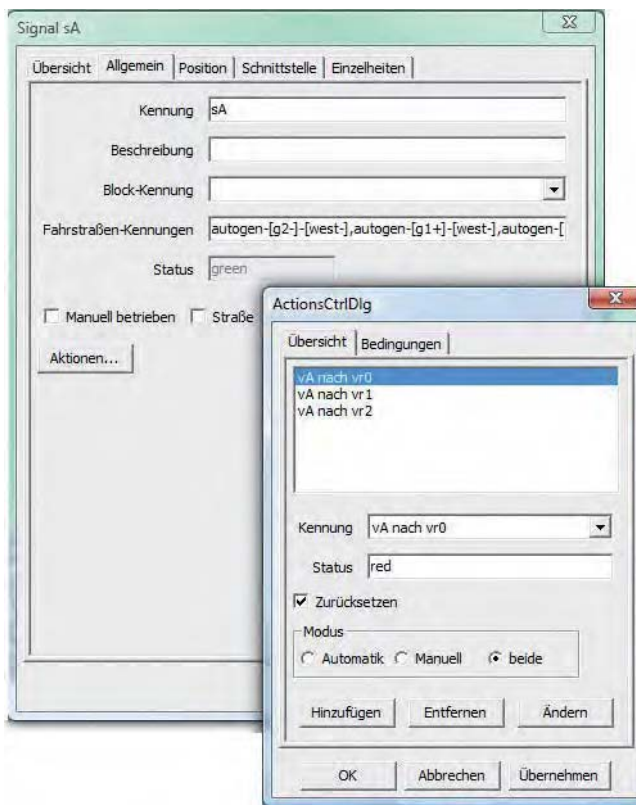 Signal sA
Übersicht Allgemein Position Schnittstelle Einzelheiten
Kennung sA
Beschreibung
Block-Kennung
Fahrstraßen-Kennungen autogen-[g2-]-[west-],autogen-[g1+]-[west-],autogen-[
Status green
Manuell betrieben Straße
Aktionen...
ActionsCtrlDlg
Übersicht Bedingungen
vA nach vr0
vA nach vr1
vA nach vr2
Kennung vA nach vr0
Status red
Zurücksetzen
Modus
Automatik Manuell beide
Hinzufügen Entfernen Ändern
OK Abbrechen Übernehmen